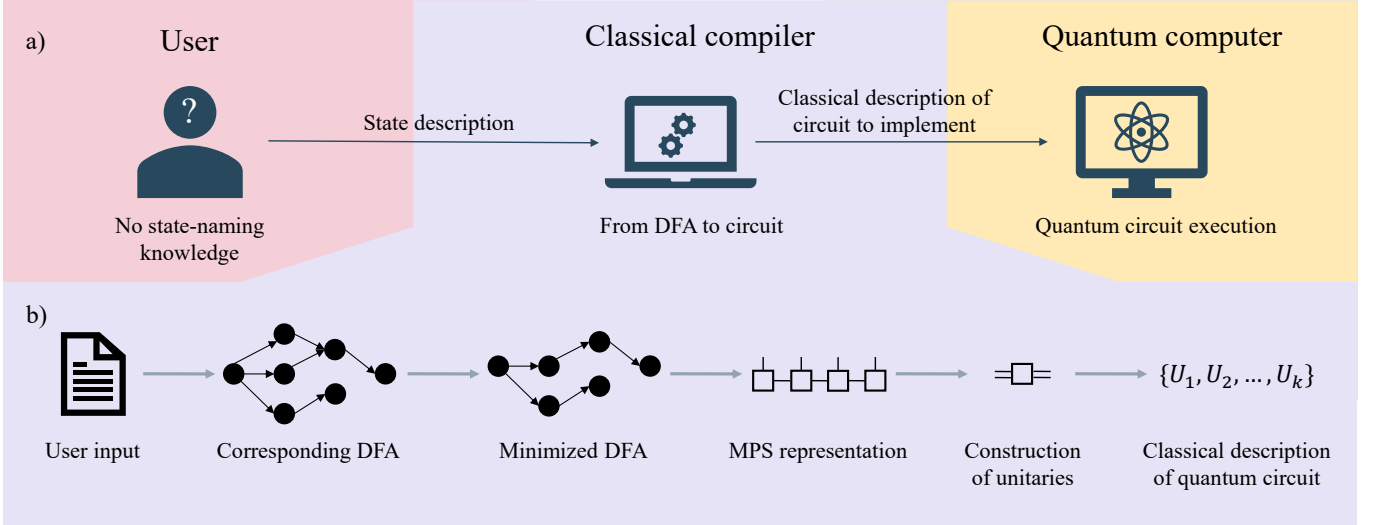 a)
User
Classical compiler
Quantum computer
?
State description
Classical description of
circuit to implement
No state-naming
knowledge
From DFA to circuit
Quantum circuit execution
b)
{U₁, U₂, ..., Uₖ}
User input
Corresponding DFA
Minimized DFA
MPS representation
Construction
of unitaries
Classical description
of quantum circuit